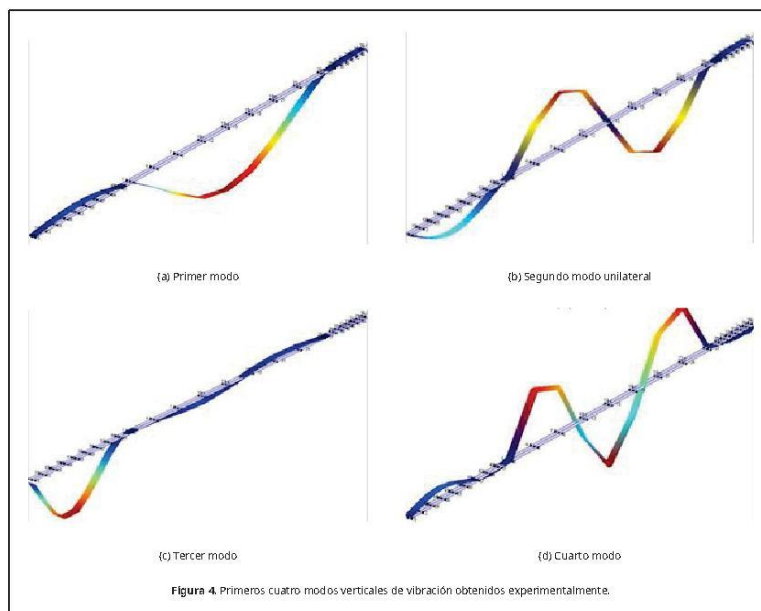 (a) Primer modo
(b) Segundo modo unilateral
(c) Tercer modo
(d) Cuarto modo
Figura 4. Primeros cuatro modos verticales de vibración obtenidos experimentalmente.